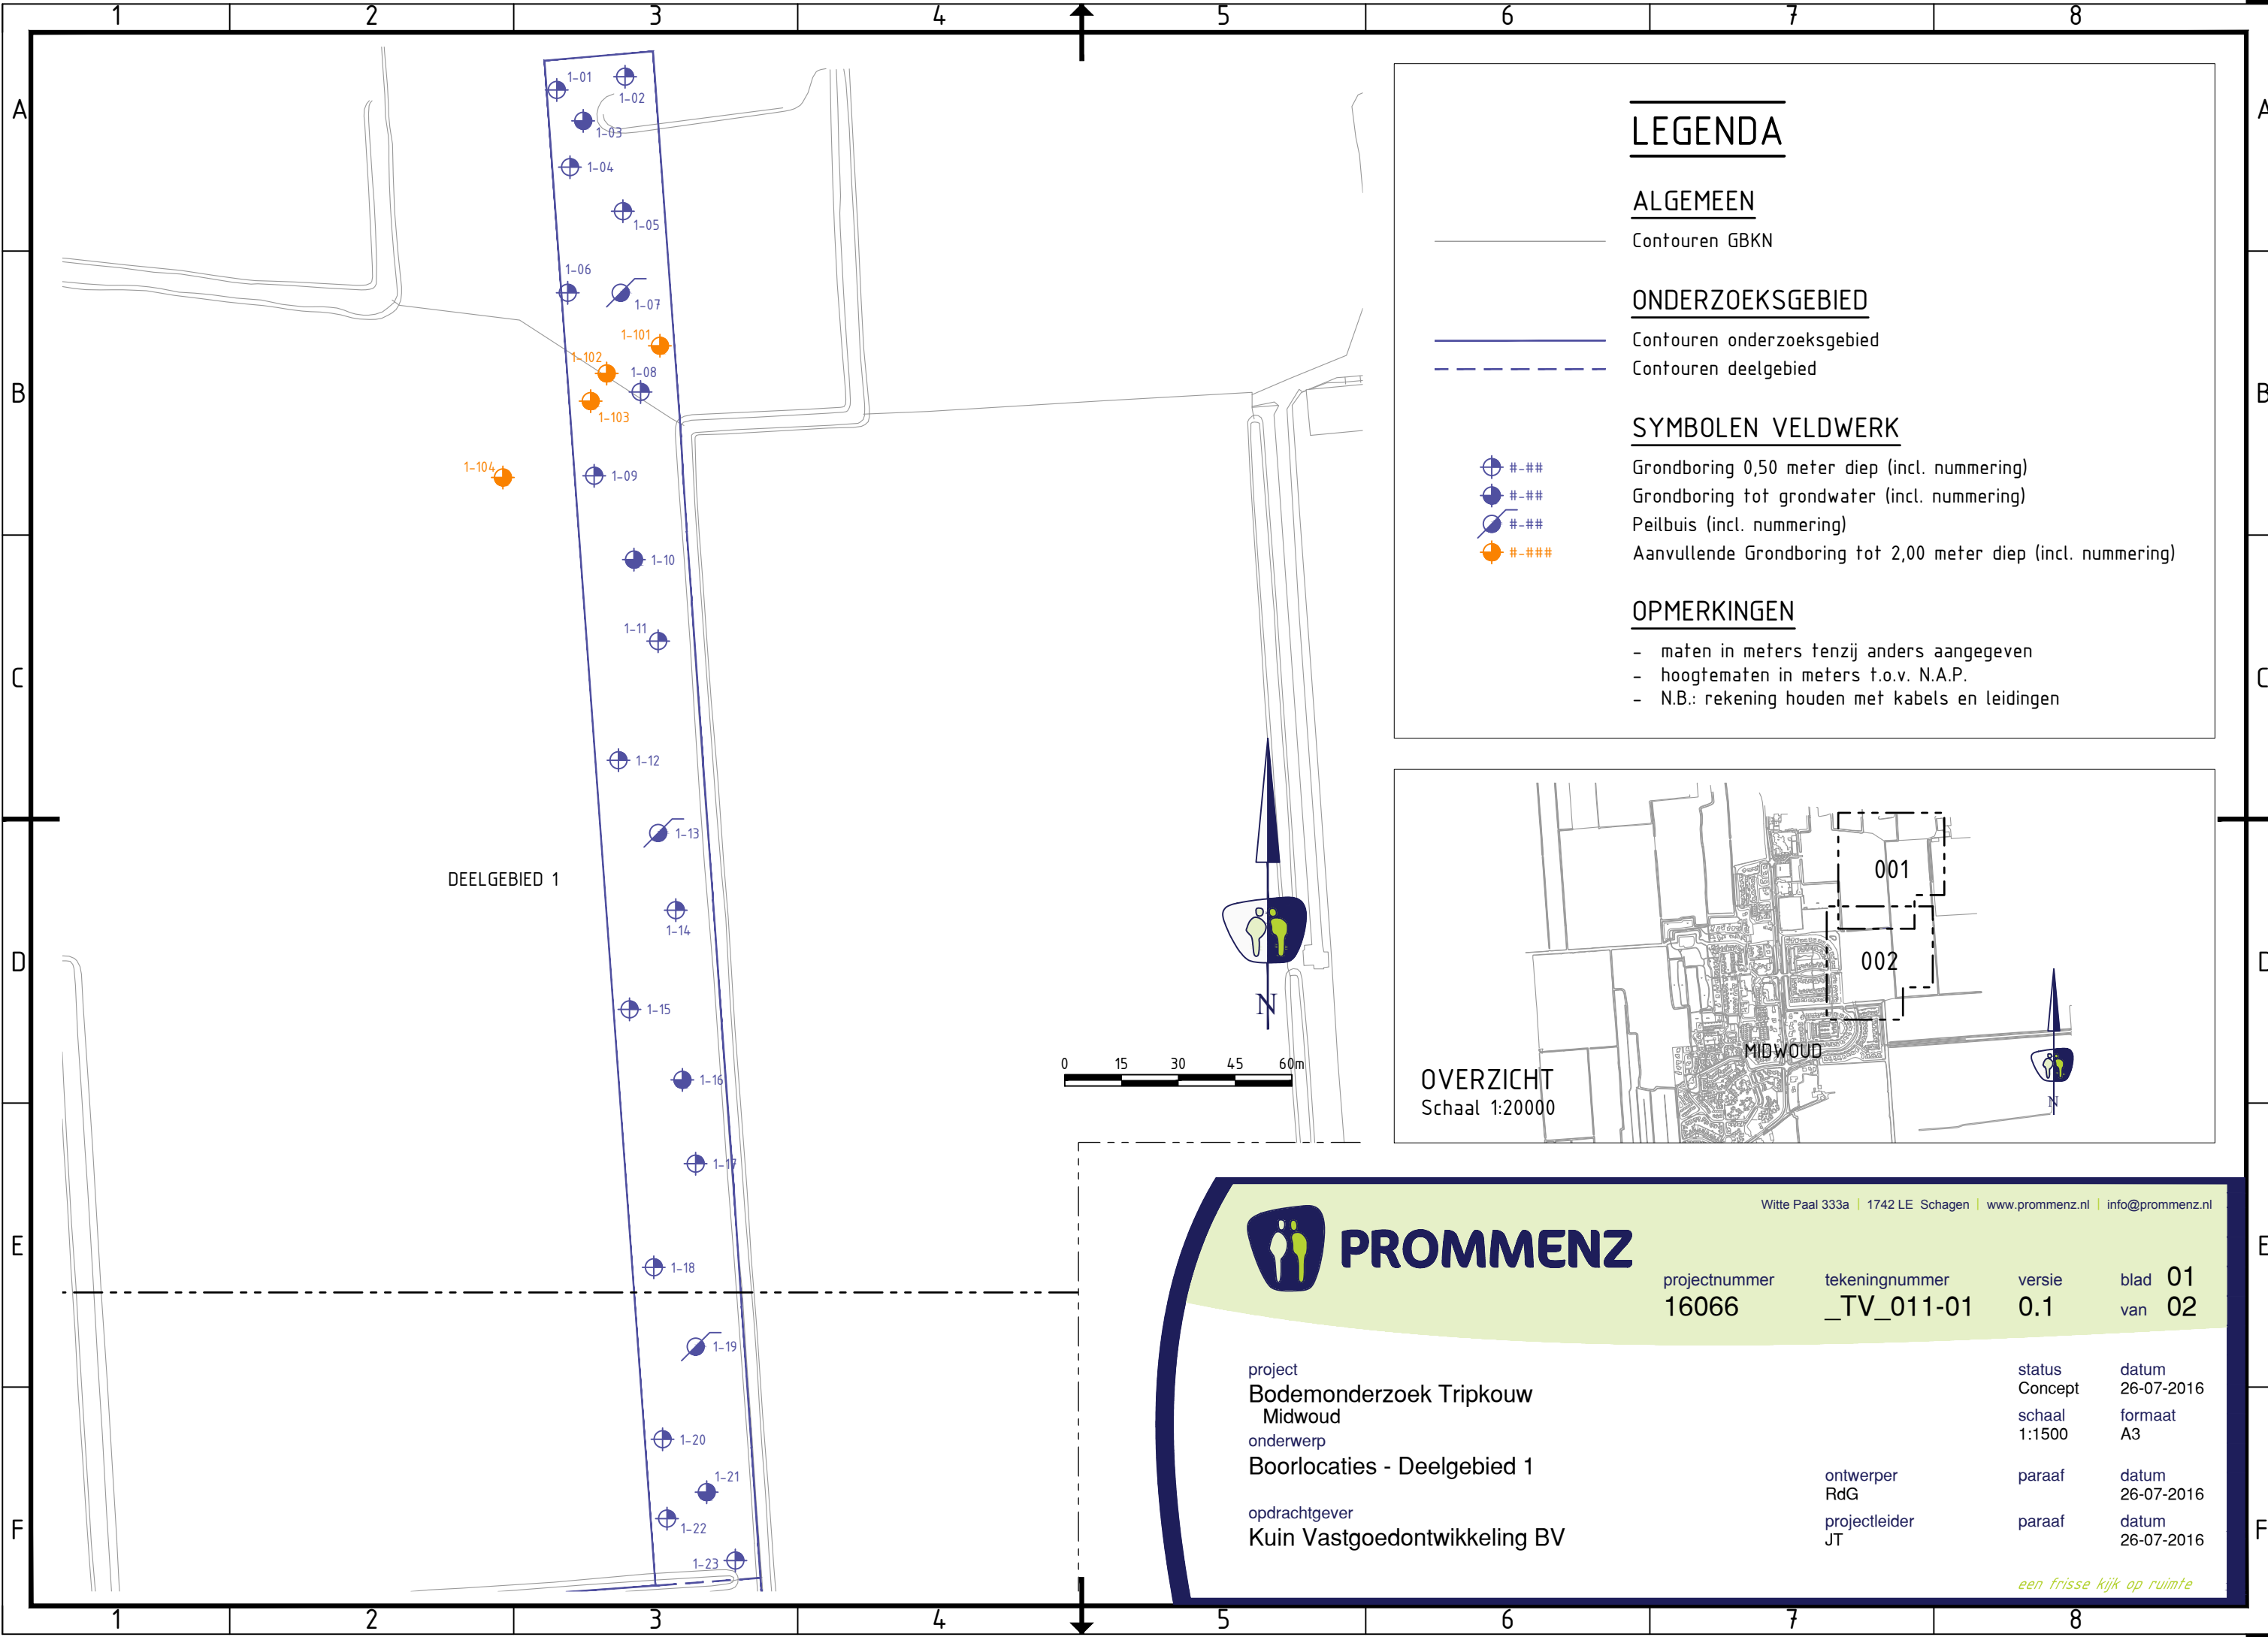 1 2 3 4 5 6 7 8
A A
B B
C C
D D
E E
F F
1-01
1-02
1-03
1-04
1-05
1-06
1-07
1-101
1-102
1-08
1-103
1-104
1-09
1-10
1-11
1-12
1-13
DEELGEBIED 1
1-14
1-15
1-16
1-17
1-18
1-19
1-20
1-21
1-22
1-23
N
0 15 30 45 60m
LEGENDA
ALGEMEEN
Contouren GBKN
ONDERZOEKSGEBIED
Contouren onderzoeksgebied
Contouren deelgebied
SYMBOLEN VELDWERK
#-## Grondboring 0,50 meter diep (incl. nummering)
#-## Grondboring tot grondwater (incl. nummering)
#-## Peilbuis (incl. nummering)
#-### Aanvullende Grondboring tot 2,00 meter diep (incl. nummering)
OPMERKINGEN
- maten in meters tenzij anders aangegeven
- hoogtematen in meters t.o.v. N.A.P.
- N.B.: rekening houden met kabels en leidingen
001
002
MIDWOUD
OVERZICHT
Schaal 1:20000
N
Witte Paal 333a | 1742 LE Schagen | www.prommenz.nl | info@prommenz.nl
PROMMENZ
projectnummer tekeningnummer versie blad 01
16066 _TV_011-01 0.1 van 02
project status datum
Bodemonderzoek Tripkouw Concept 26-07-2016
Midwoud schaal formaat
1:1500 A3
onderwerp
Boorlocaties - Deelgebied 1
ontwerper paraaf datum
RdG 26-07-2016
opdrachtgever
Kuin Vastgoedontwikkeling BV
projectleider paraaf datum
JT 26-07-2016
een frisse kijk op ruimte
1 2 3 4 5 6 7 8